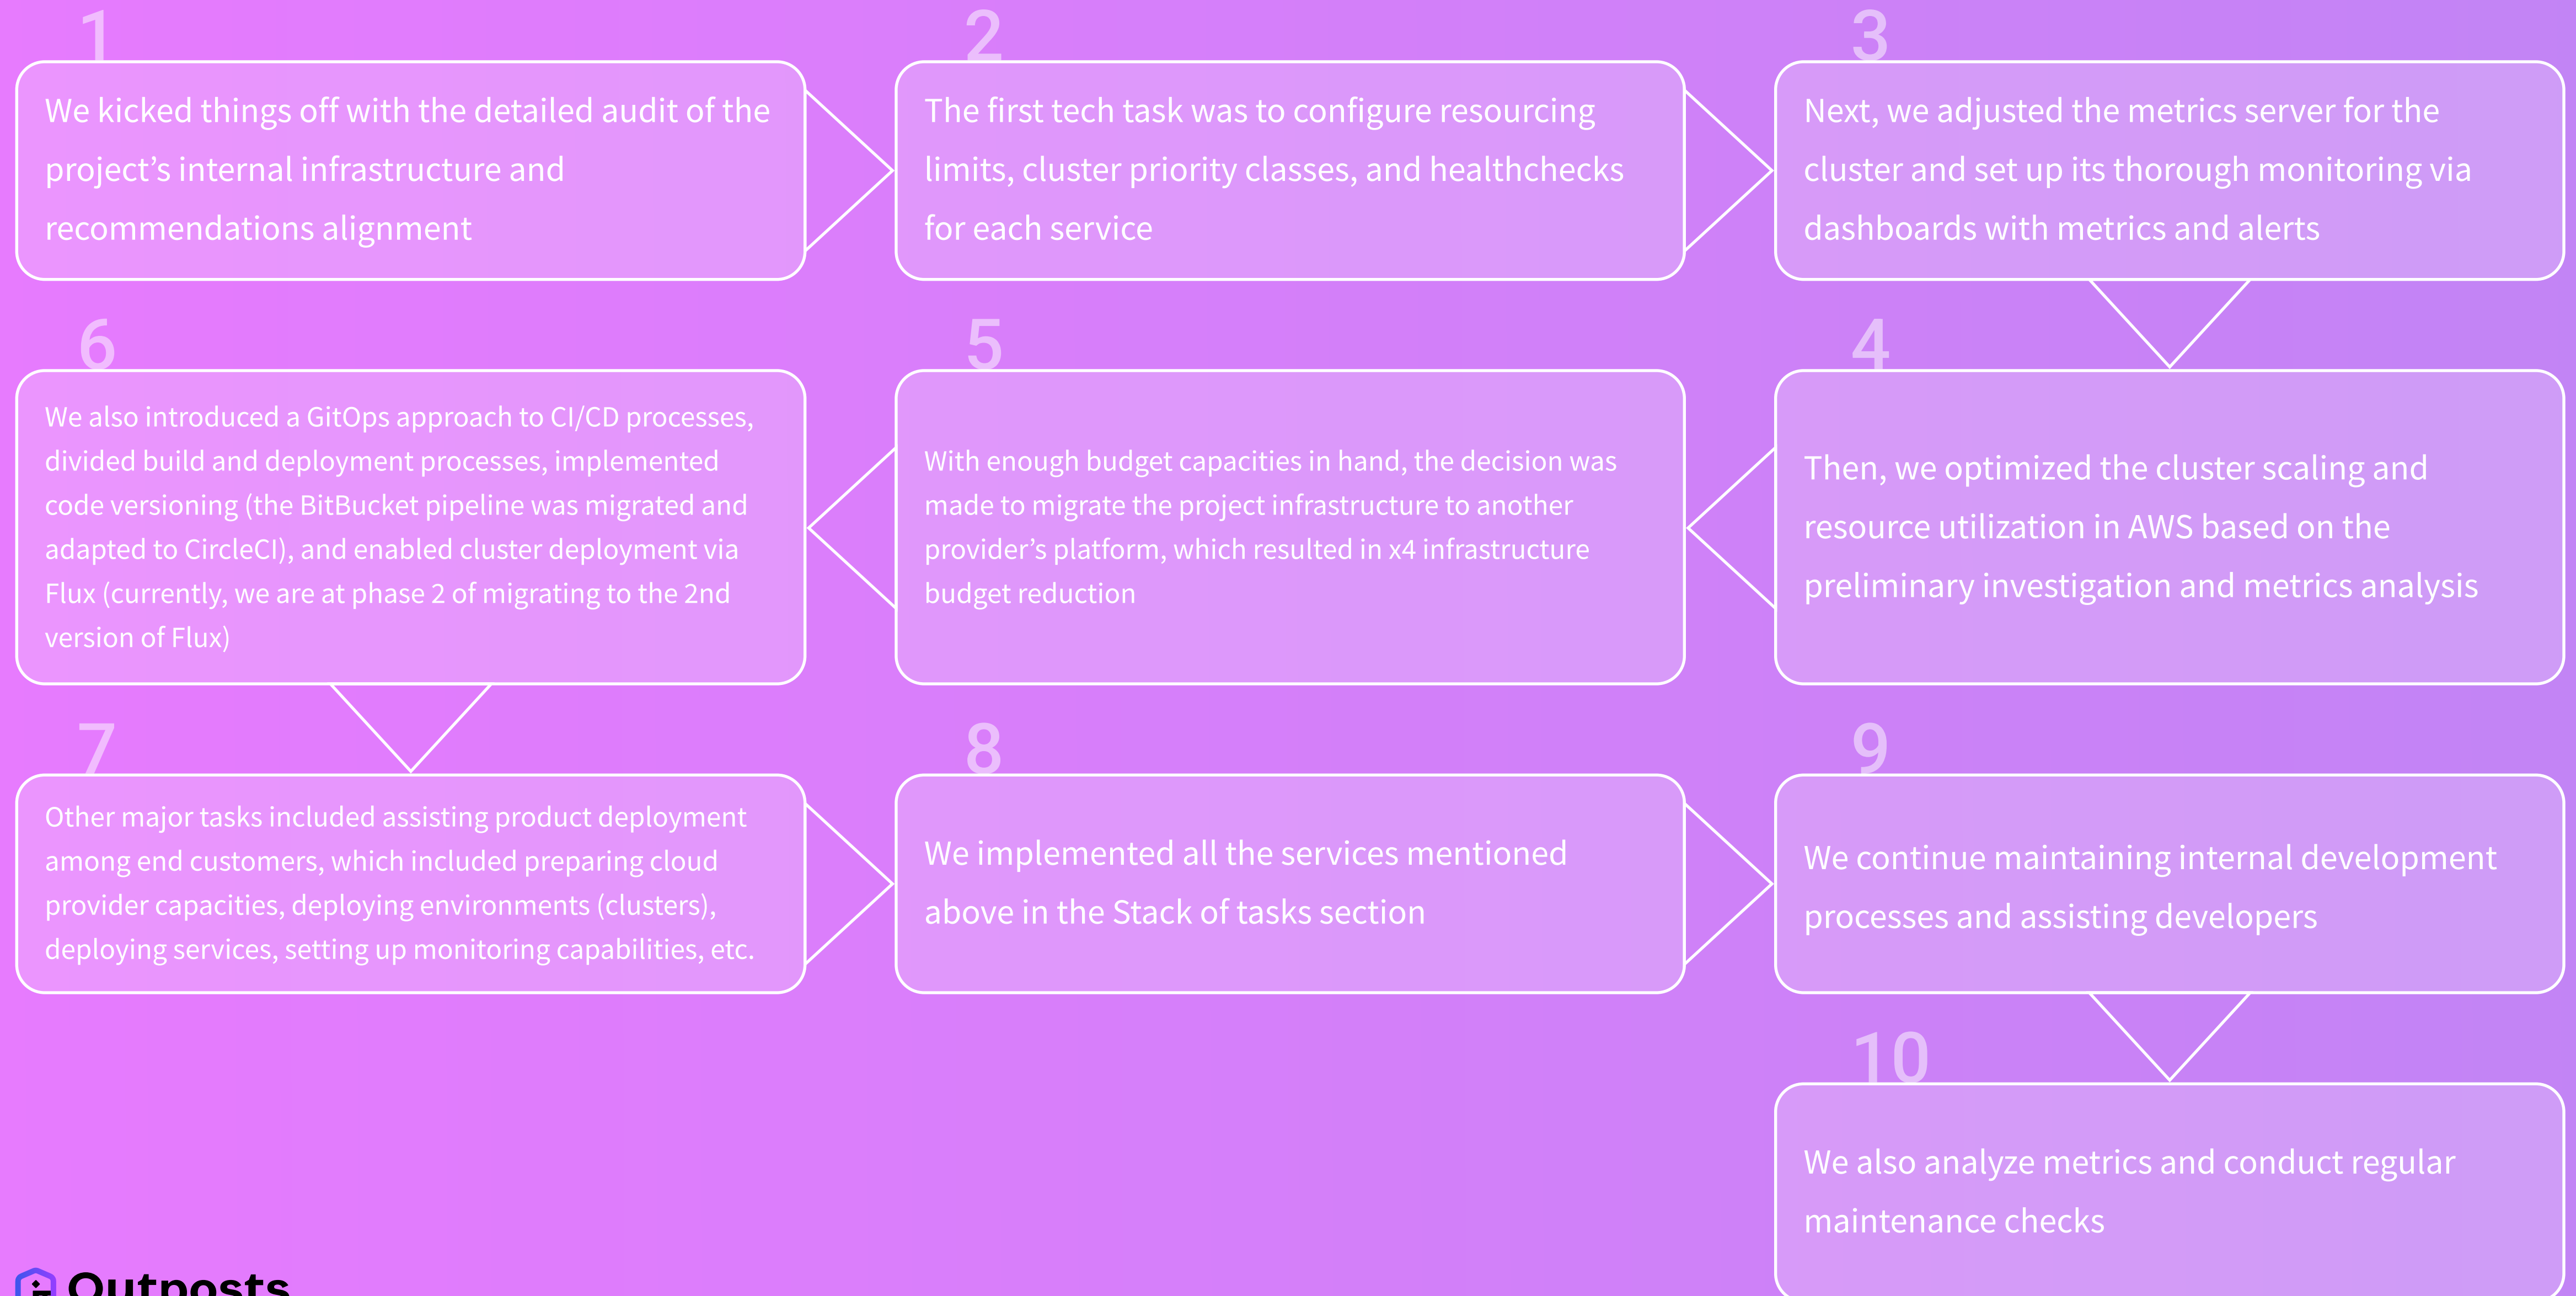 1
We kicked things off with the detailed audit of the
project’s internal infrastructure and
recommendations alignment
2
The first tech task was to configure resourcing
limits, cluster priority classes, and healthchecks
for each service
3
Next, we adjusted the metrics server for the
cluster and set up its thorough monitoring via
dashboards with metrics and alerts
4
Then, we optimized the cluster scaling and
resource utilization in AWS based on the
preliminary investigation and metrics analysis
5
With enough budget capacities in hand, the decision was
made to migrate the project infrastructure to another
provider’s platform, which resulted in x4 infrastructure
budget reduction
6
We also introduced a GitOps approach to CI/CD processes,
divided build and deployment processes, implemented
code versioning (the BitBucket pipeline was migrated and
adapted to CircleCI), and enabled cluster deployment via
Flux (currently, we are at phase 2 of migrating to the 2nd
version of Flux)
7
Other major tasks included assisting product deployment
among end customers, which included preparing cloud
provider capacities, deploying environments (clusters),
deploying services, setting up monitoring capabilities, etc.
8
We implemented all the services mentioned
above in the Stack of tasks section
9
We continue maintaining internal development
processes and assisting developers
10
We also analyze metrics and conduct regular
maintenance checks
Outposts